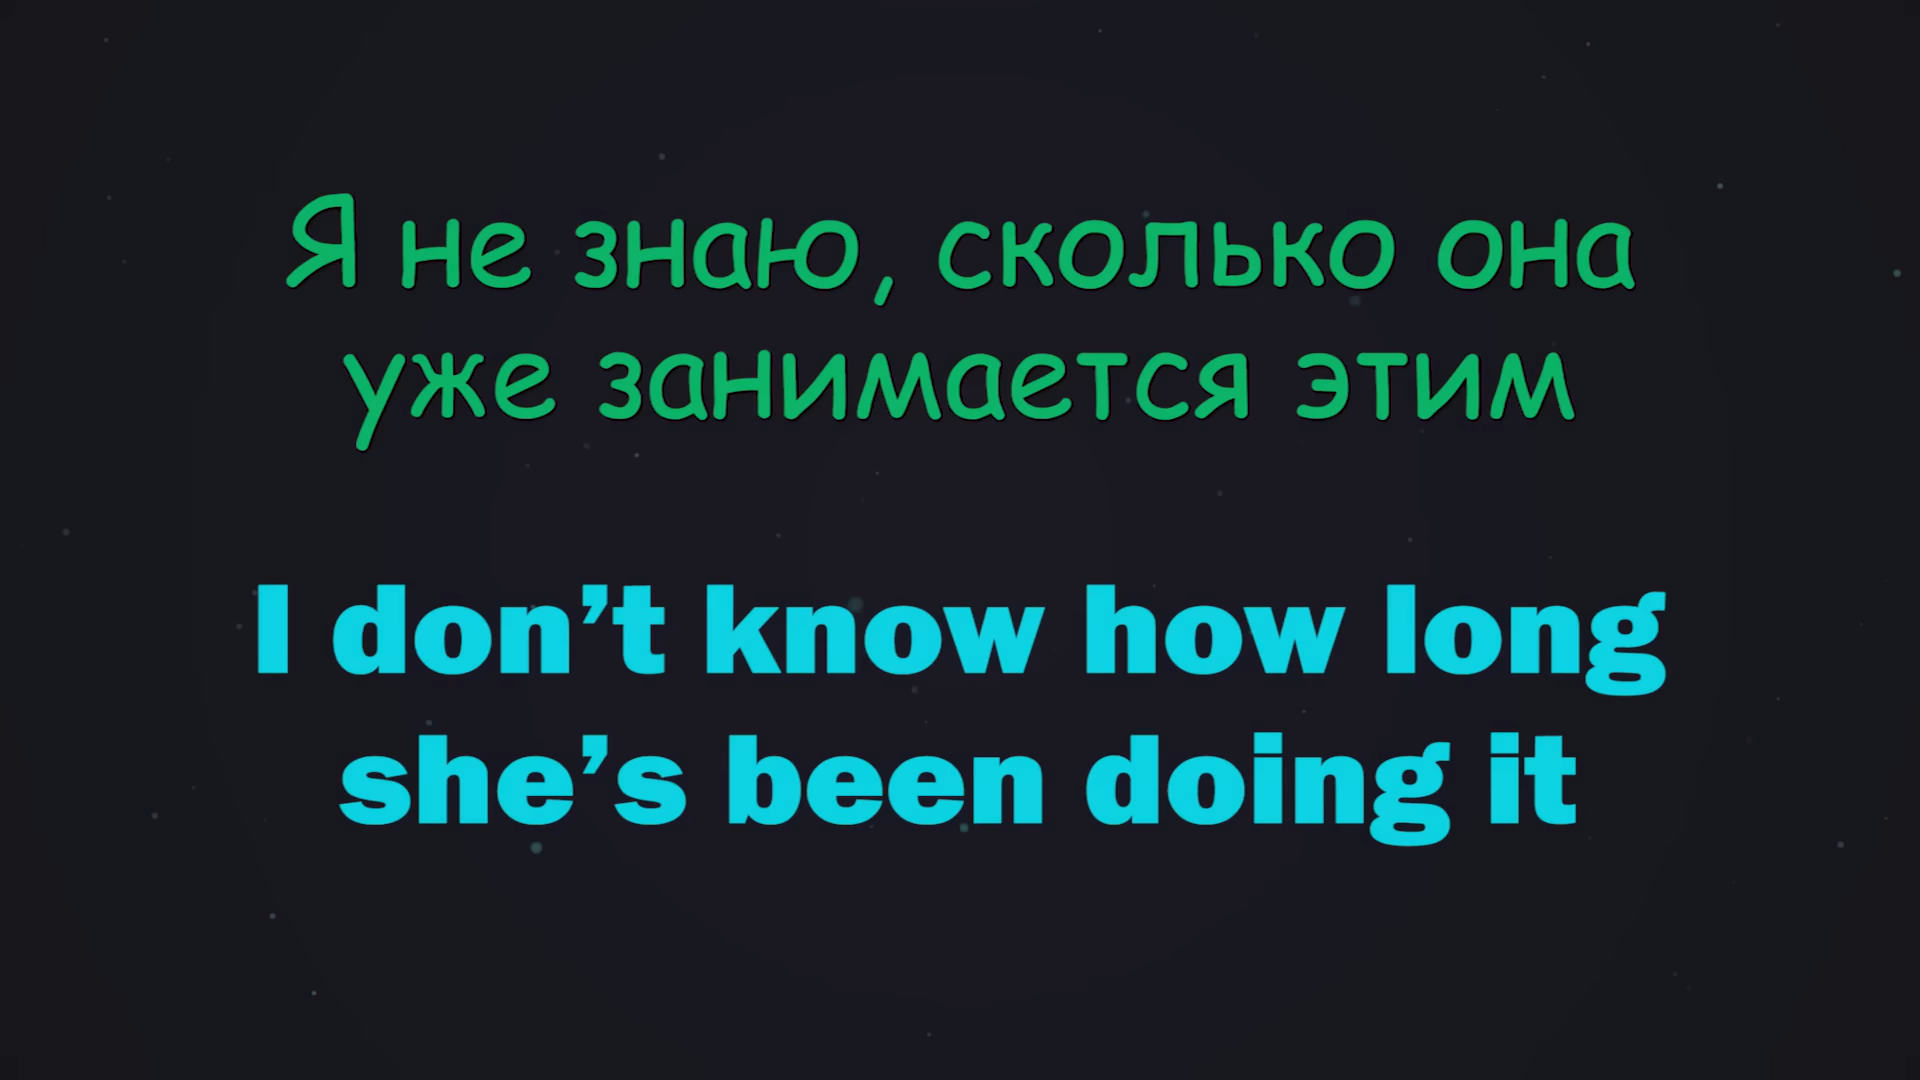 Я не знаю, сколько она
уже занимается этим
I don’t know how long
she’s been doing it